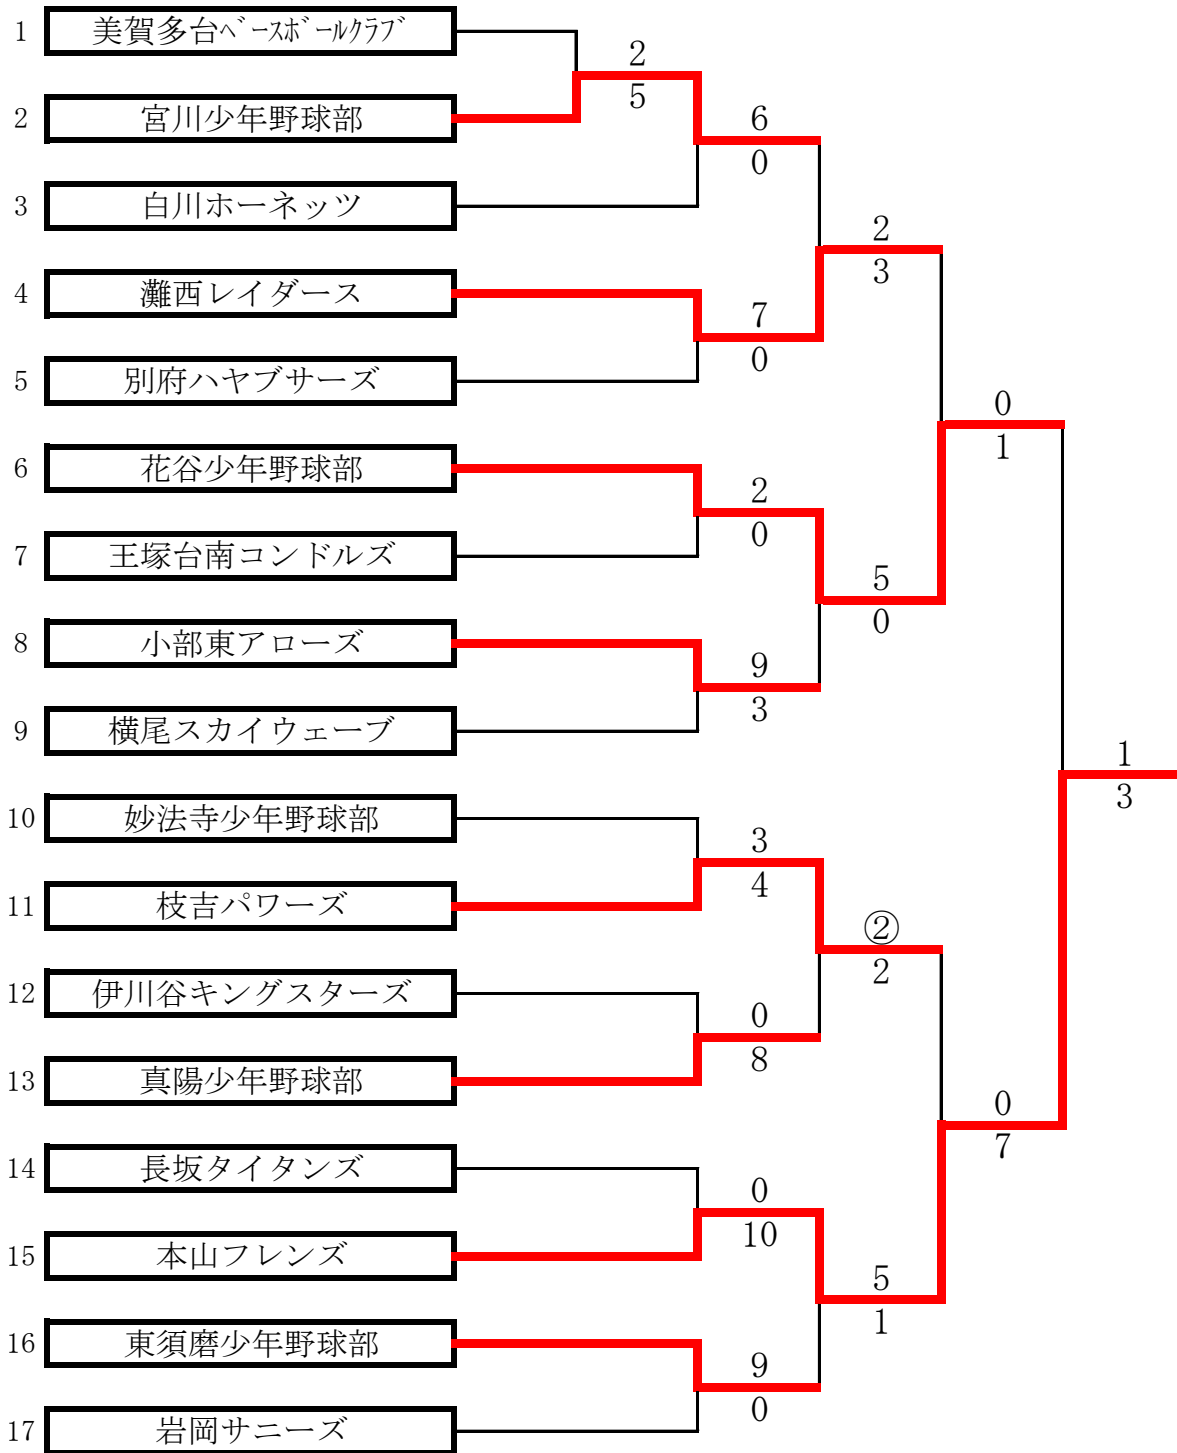 1 美賀多台ﾍﾞｰｽﾎﾞｰﾙｸﾗﾌﾞ
2
5
2 宮川少年野球部
6
0
3 白川ホーネッツ
2
3
4 灘西レイダース
7
0
5 別府ハヤブサーズ
0
1
6 花谷少年野球部
2
0
7 王塚台南コンドルズ
5
0
8 小部東アローズ
9
3
9 横尾スカイウェーブ
1
3
10 妙法寺少年野球部
3
4
11 枝吉パワーズ
②
2
12 伊川谷キングスターズ
0
8
13 真陽少年野球部
0
7
14 長坂タイタンズ
0
10
15 本山フレンズ
5
1
16 東須磨少年野球部
9
0
17 岩岡サニーズ